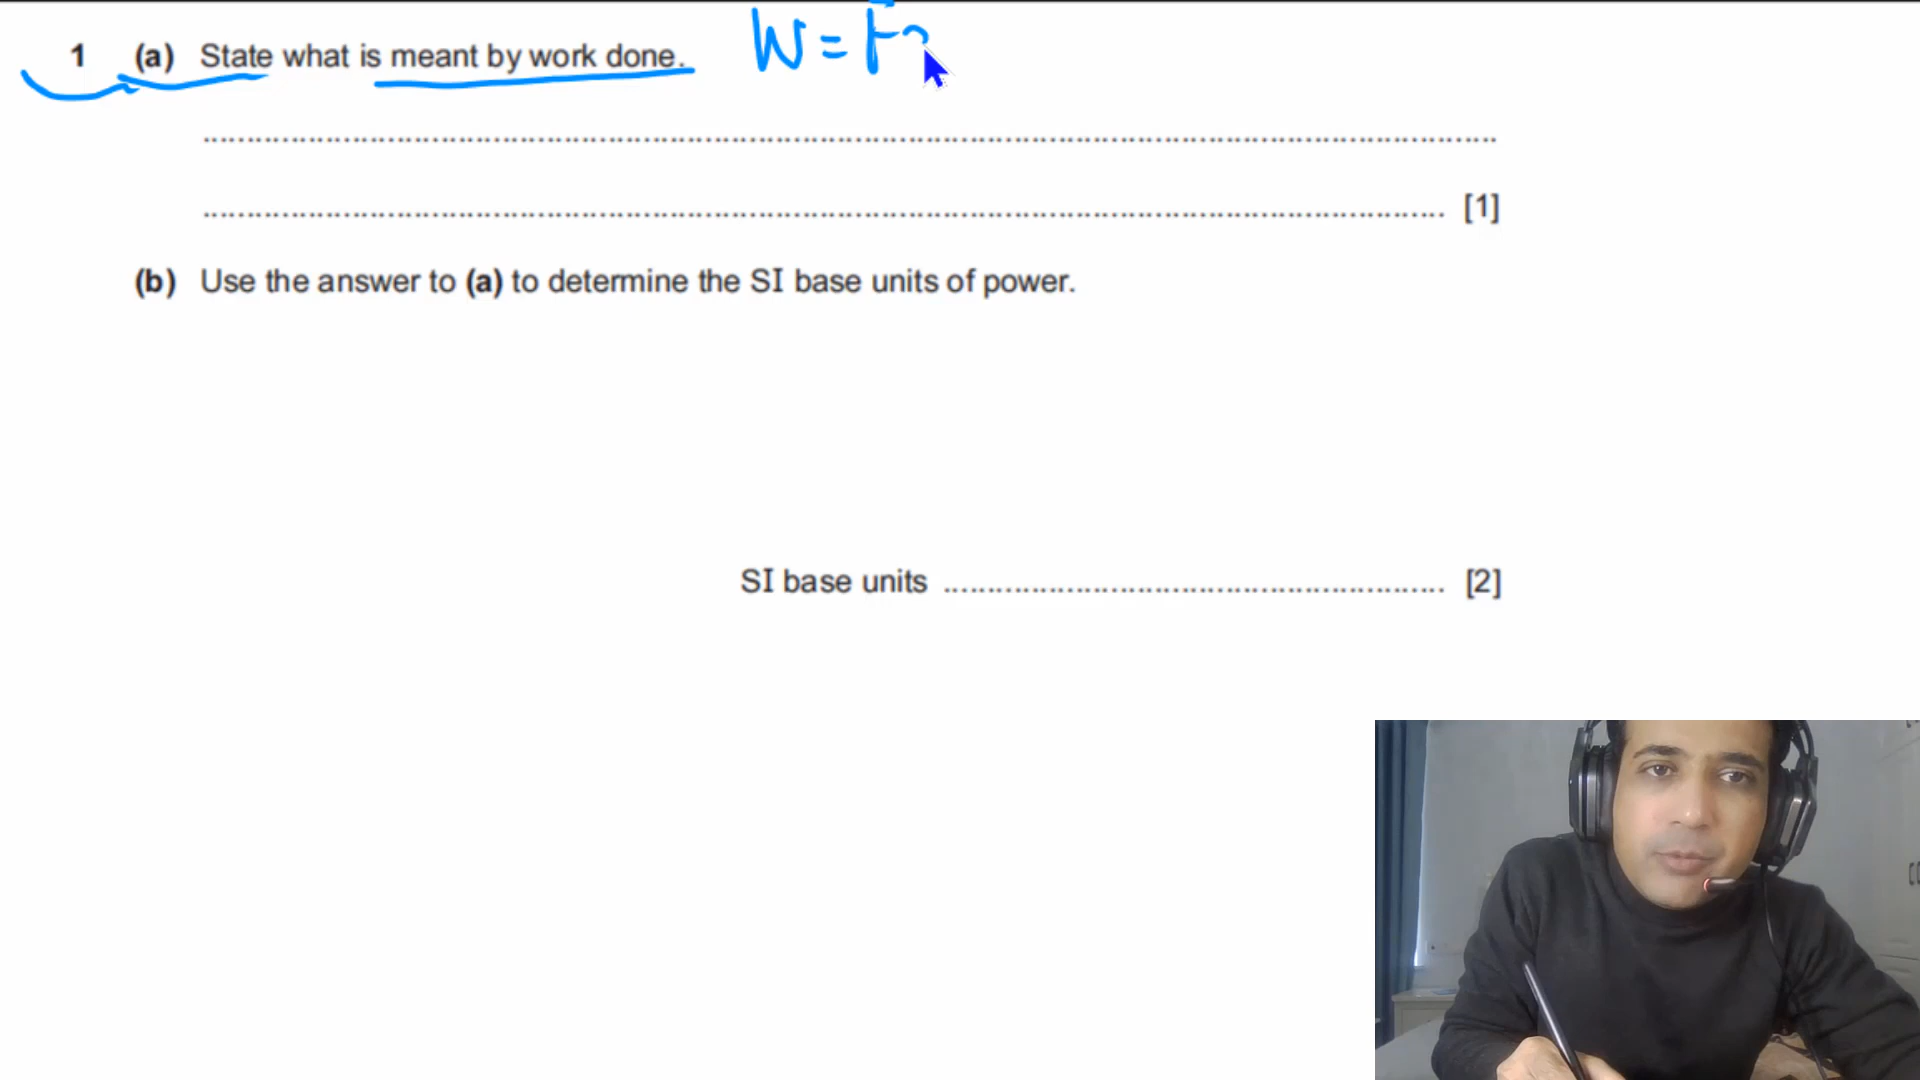 1 (a) State what is meant by work done. W = F
........................................................................................................
.................................................................................................... [1]
(b) Use the answer to (a) to determine the SI base units of power.
SI base units ........................................................ [2]